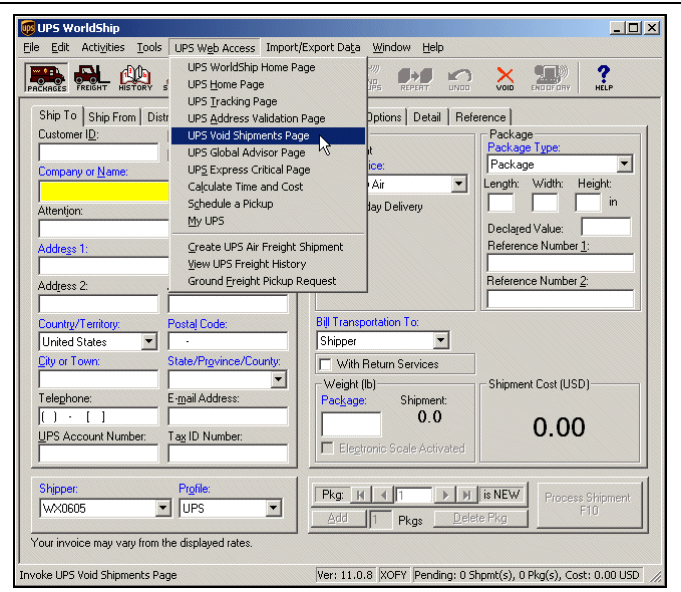 UPS WorldShip
File Edit Activities Tools UPS Web Access Import/Export Data Window Help
PACKAGES FREIGHT HISTORY REPEAT UNDO VOID END OF DAY HELP
UPS WorldShip Home Page
UPS Home Page
UPS Tracking Page
UPS Address Validation Page
UPS Void Shipments Page
UPS Global Advisor Page
UPS Express Critical Page
Calculate Time and Cost
Schedule a Pickup
My UPS
Create UPS Air Freight Shipment
View UPS Freight History
Ground Freight Pickup Request
Ship To Ship From Distr Options Detail Reference
Customer ID:
Company or Name:
Attention:
Address 1:
Address 2:
Country/Territory: Postal Code:
United States -
City or Town: State/Province/County:
Telephone: E-mail Address:
( ) - [ ]
UPS Account Number: Tax ID Number:
ice:
Air
day Delivery
Bill Transportation To:
Shipper
With Return Services
Weight (lb)
Package: Shipment:
0.0
Electronic Scale Activated
Package
Package Type:
Package
Length: Width: Height:
in
Declared Value:
Reference Number 1:
Reference Number 2:
Shipment Cost (USD)
0.00
Shipper: Profile:
WX0605 UPS
Pkg: 1 is NEW
Add 1 Pkgs Delete Pkg
Process Shipment
F10
Your invoice may vary from the displayed rates.
Invoke UPS Void Shipments Page Ver: 11.0.8 XOFY Pending: 0 Shpmt(s), 0 Pkg(s), Cost: 0.00 USD